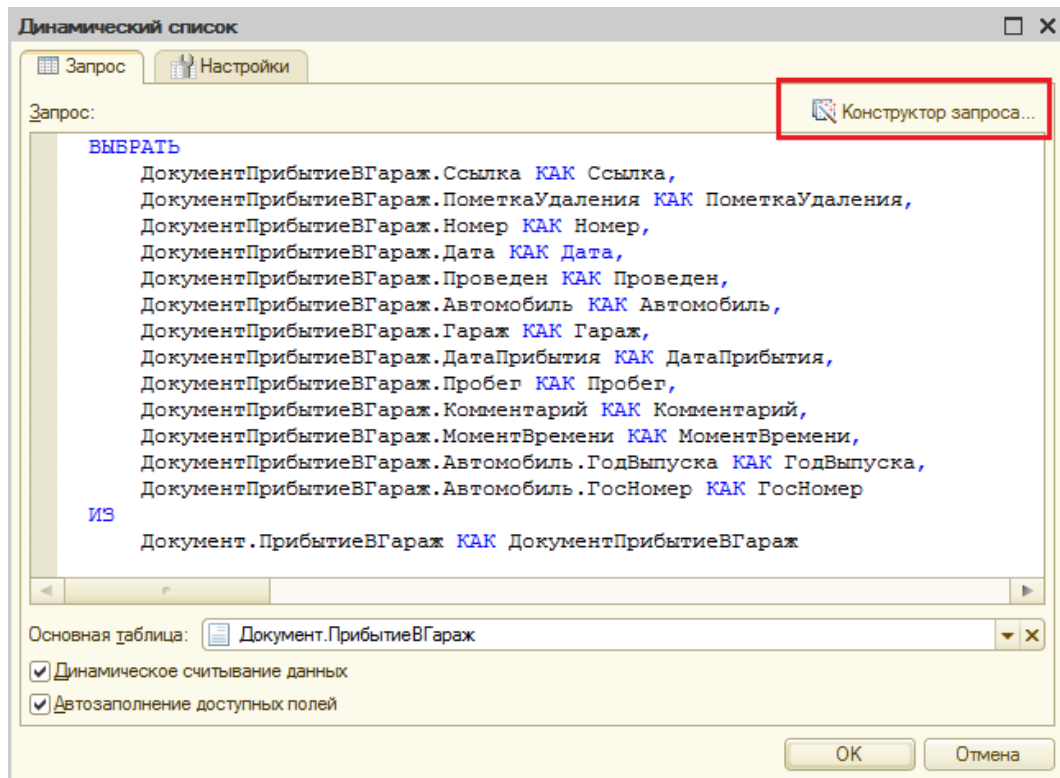 Динамический список
Запрос
Настройки
Запрос:
Конструктор запроса...
ВЫБРАТЬ
ДокументПрибытиеВГараж.Ссылка КАК Ссылка,
ДокументПрибытиеВГараж.ПометкаУдаления КАК ПометкаУдаления,
ДокументПрибытиеВГараж.Номер КАК Номер,
ДокументПрибытиеВГараж.Дата КАК Дата,
ДокументПрибытиеВГараж.Проведен КАК Проведен,
ДокументПрибытиеВГараж.Автомобиль КАК Автомобиль,
ДокументПрибытиеВГараж.Гараж КАК Гараж,
ДокументПрибытиеВГараж.ДатаПрибытия КАК ДатаПрибытия,
ДокументПрибытиеВГараж.Пробег КАК Пробег,
ДокументПрибытиеВГараж.Комментарий КАК Комментарий,
ДокументПрибытиеВГараж.МоментВремени КАК МоментВремени,
ДокументПрибытиеВГараж.Автомобиль.ГодВыпуска КАК ГодВыпуска,
ДокументПрибытиеВГараж.Автомобиль.ГосНомер КАК ГосНомер
ИЗ
Документ.ПрибытиеВГараж КАК ДокументПрибытиеВГараж
Основная таблица: Документ.ПрибытиеВГараж
Динамическое считывание данных
Автозаполнение доступных полей
ОК
Отмена